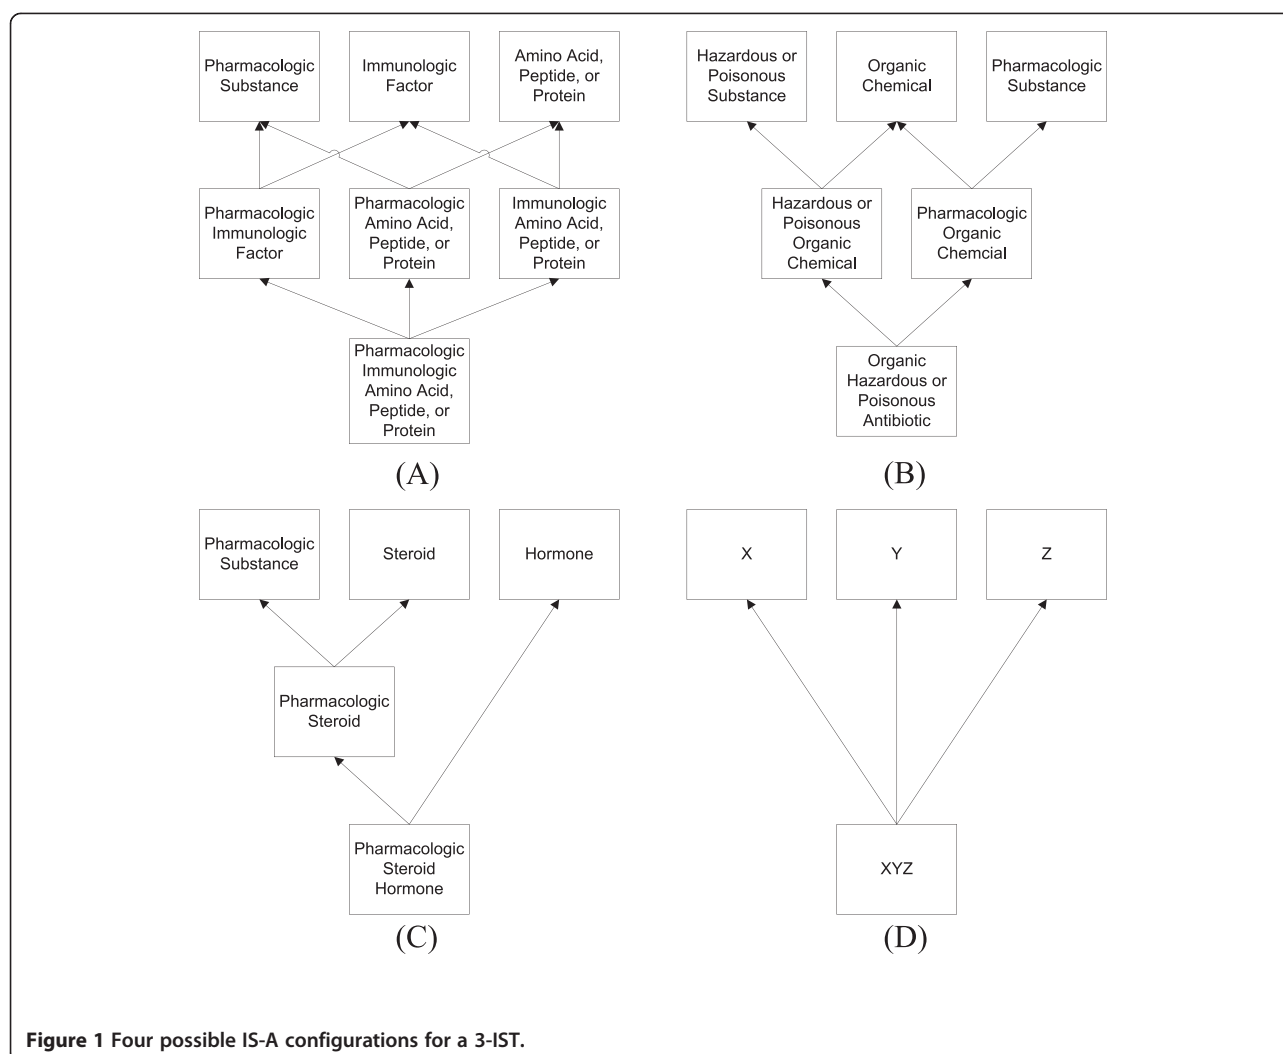 Pharmacologic
Substance
Immunologic
Factor
Amino Acid,
Peptide, or
Protein
Pharmacologic
Immunologic
Factor
Pharmacologic
Amino Acid,
Peptide, or
Protein
Immunologic
Amino Acid,
Peptide, or
Protein
Pharmacologic
Immunologic
Amino Acid,
Peptide, or
Protein
(A)
Hazardous or
Poisonous
Substance
Organic
Chemical
Pharmacologic
Substance
Hazardous or
Poisonous
Organic
Chemical
Pharmacologic
Organic
Chemcial
Organic
Hazardous or
Poisonous
Antibiotic
(B)
Pharmacologic
Substance
Steroid
Hormone
Pharmacologic
Steroid
Pharmacologic
Steroid
Hormone
(C)
X
Y
Z
XYZ
(D)
Figure 1 Four possible IS-A configurations for a 3-IST.